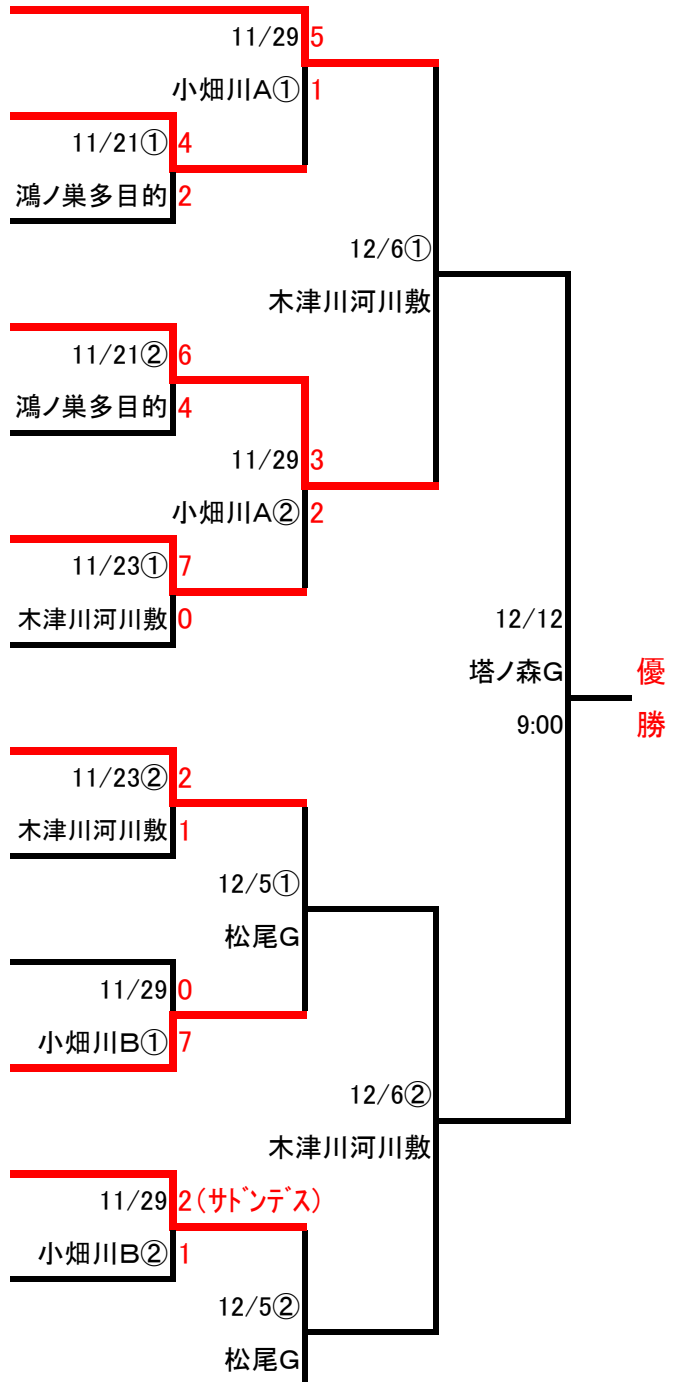 11/29 5
小畑川A① 1
11/21① 4
鴻ノ巣多目的 2
12/6①
木津川河川敷
11/21② 6
鴻ノ巣多目的 4
11/29 3
小畑川A② 2
11/23① 7
木津川河川敷 0
12/12
塔ノ森G 優
9:00 勝
11/23② 2
木津川河川敷 1
12/5①
松尾G
11/29 0
小畑川B① 7
12/6②
木津川河川敷
11/29 2(ｻﾄﾞﾝﾃﾞｽ)
小畑川B② 1
12/5②
松尾G